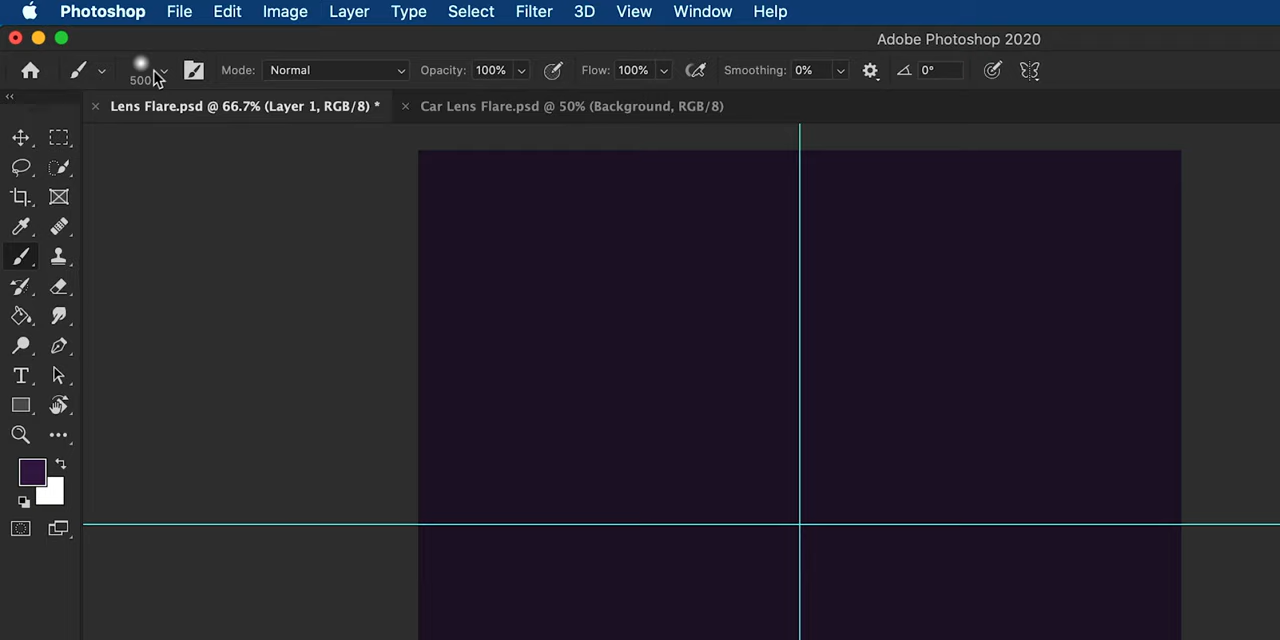 Photoshop File Edit Image Layer Type Select Filter 3D View Window Help
Adobe Photoshop 2020
500 Mode: Normal Opacity: 100% Flow: 100% Smoothing: 0% 0°
Lens Flare.psd @ 66.7% (Layer 1, RGB/8) * Car Lens Flare.psd @ 50% (Background, RGB/8)